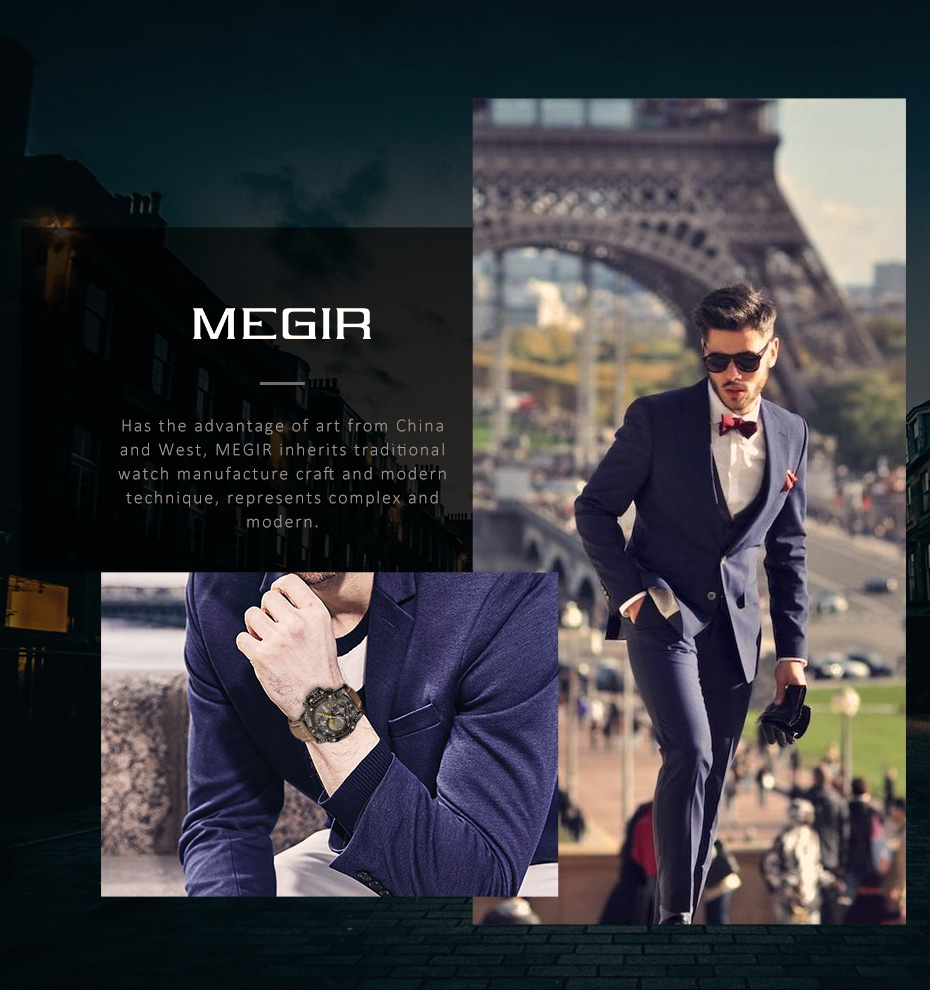 MEGIR
Has the advantage of art from China
and West, MEGIR inherits traditional
watch manufacture craft and modern
technique, represents complex and
modern.